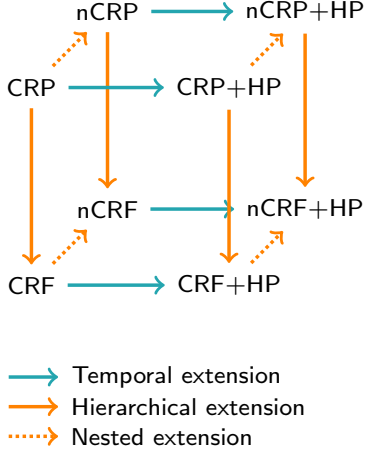 nCRP nCRP+HP
CRP CRP+HP
nCRF nCRF+HP
CRF CRF+HP
Temporal extension
Hierarchical extension
Nested extension